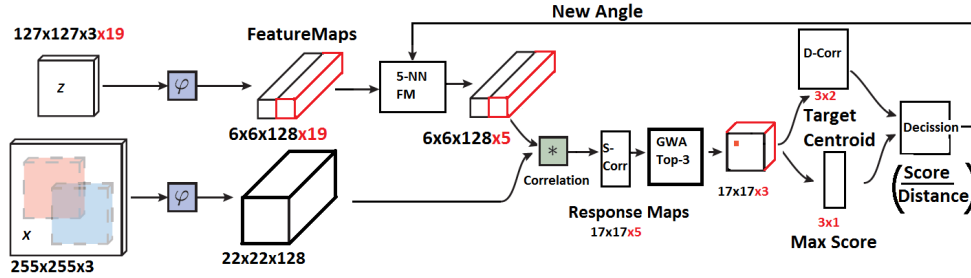 New Angle
127x127x3x19
FeatureMaps
z
φ
5-NN
FM
6x6x128x19
6x6x128x5
x
φ
255x255x3
22x22x128
*
Correlation
S-
Corr
GWA
Top-3
Response Maps
17x17x5
17x17x3
D-Corr
3x2
Target
Centroid
3x1
Max Score
Decission
(Score
Distance)